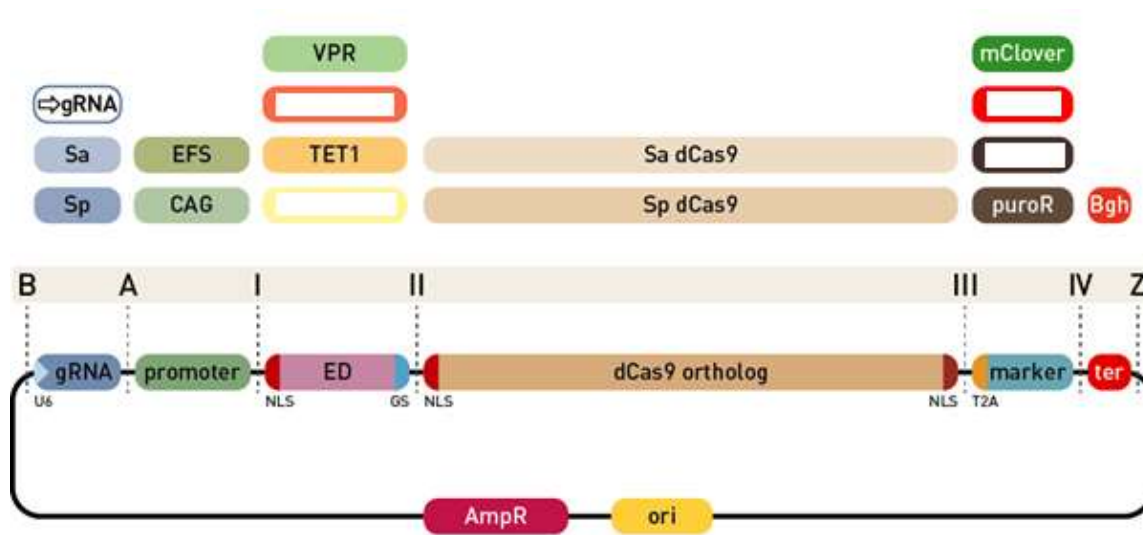 VPR mClover
⇨gRNA
Sa EFS TET1 Sa dCas9
Sp CAG Sp dCas9 puroR Bgh
B A I II III IV Z
gRNA promoter ED dCas9 ortholog marker ter
U6 NLS GS NLS NLS T2A
AmpR ori